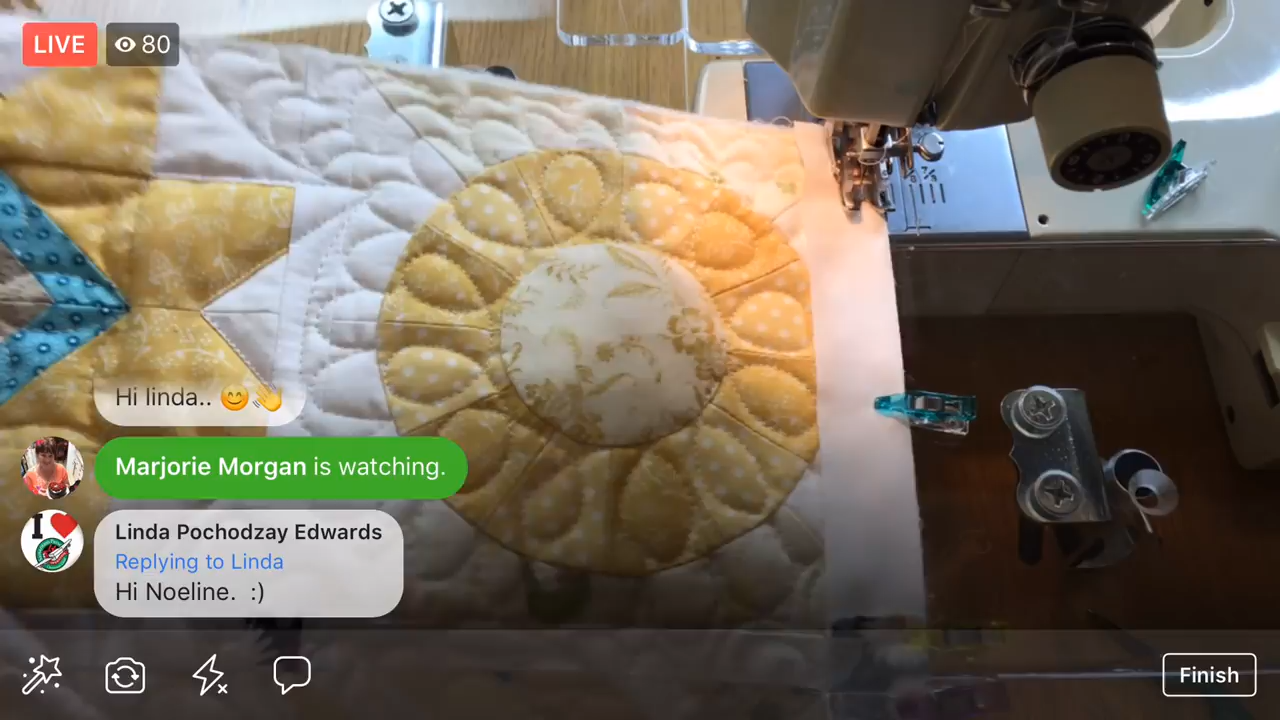 LIVE 80
Hi linda.. 😊👋
Marjorie Morgan is watching.
I ❤
Linda Pochodzay Edwards
Replying to Linda
Hi Noeline. :)
Finish